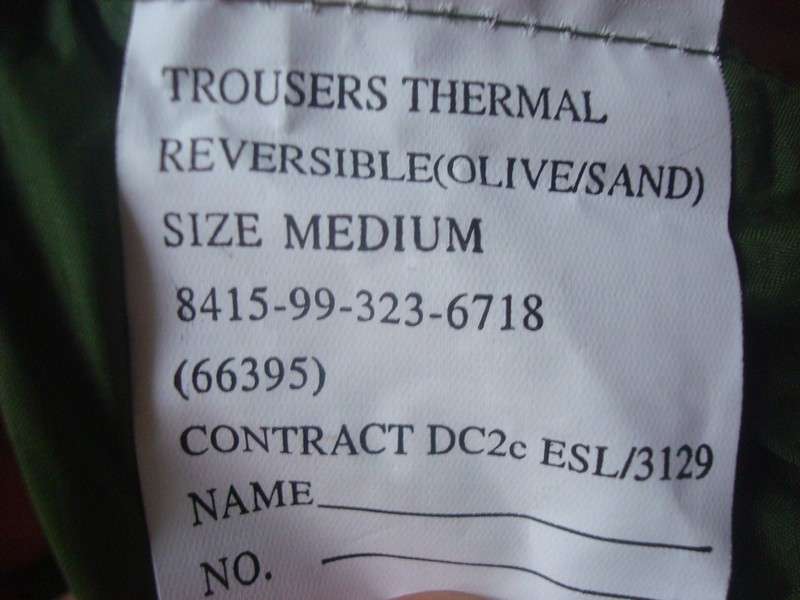 TROUSERS THERMAL
REVERSIBLE(OLIVE/SAND)
SIZE MEDIUM
8415-99-323-6718
(66395)
CONTRACT DC2c ESL/3129
NAME
NO.